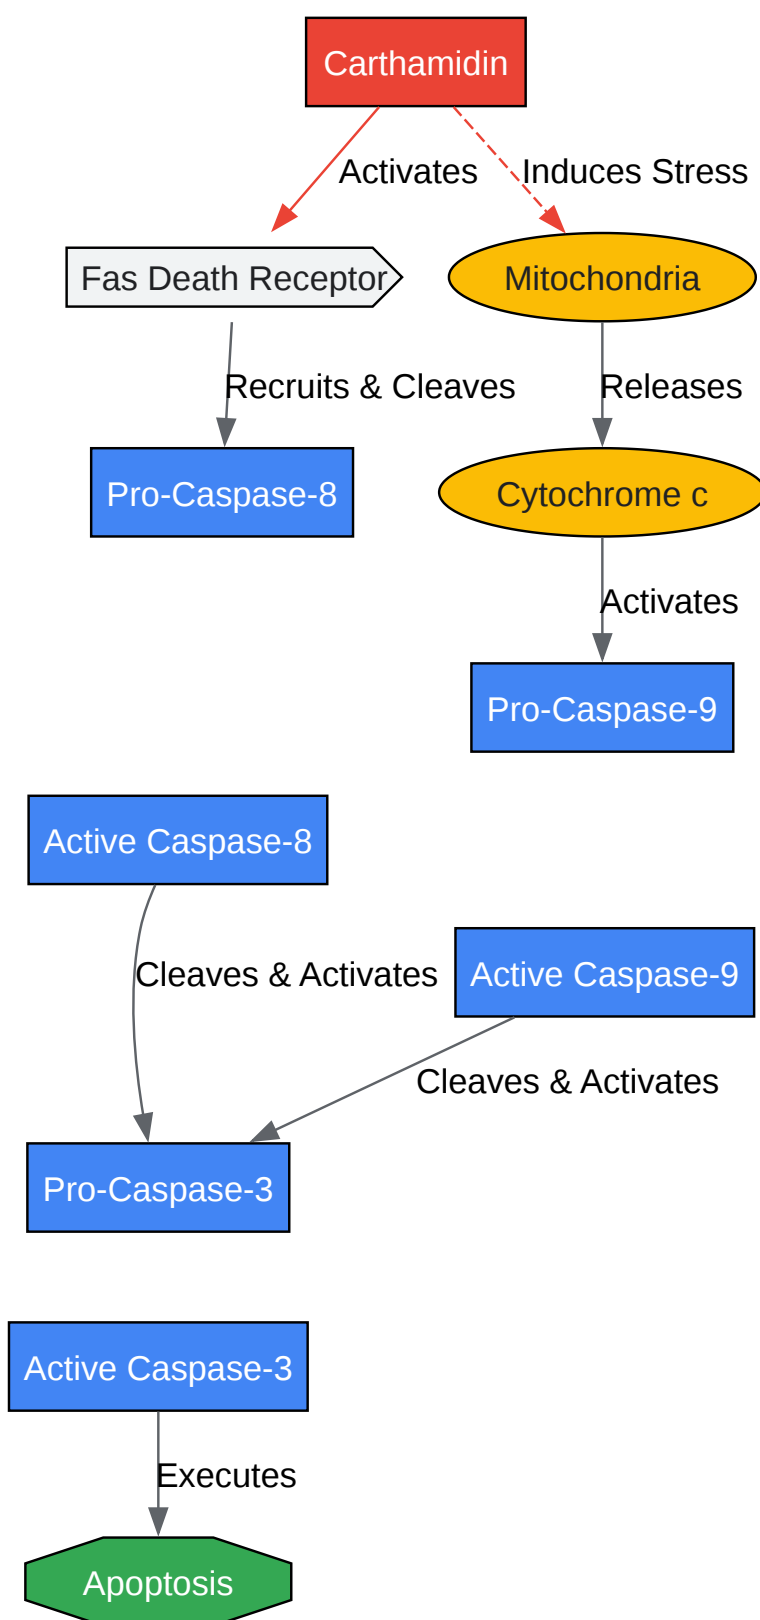 Carthamidin
Activates
Induces Stress
Fas Death Receptor
Mitochondria
Recruits & Cleaves
Releases
Pro-Caspase-8
Cytochrome c
Activates
Pro-Caspase-9
Active Caspase-8
Cleaves & Activates
Active Caspase-9
Cleaves & Activates
Pro-Caspase-3
Active Caspase-3
Executes
Apoptosis